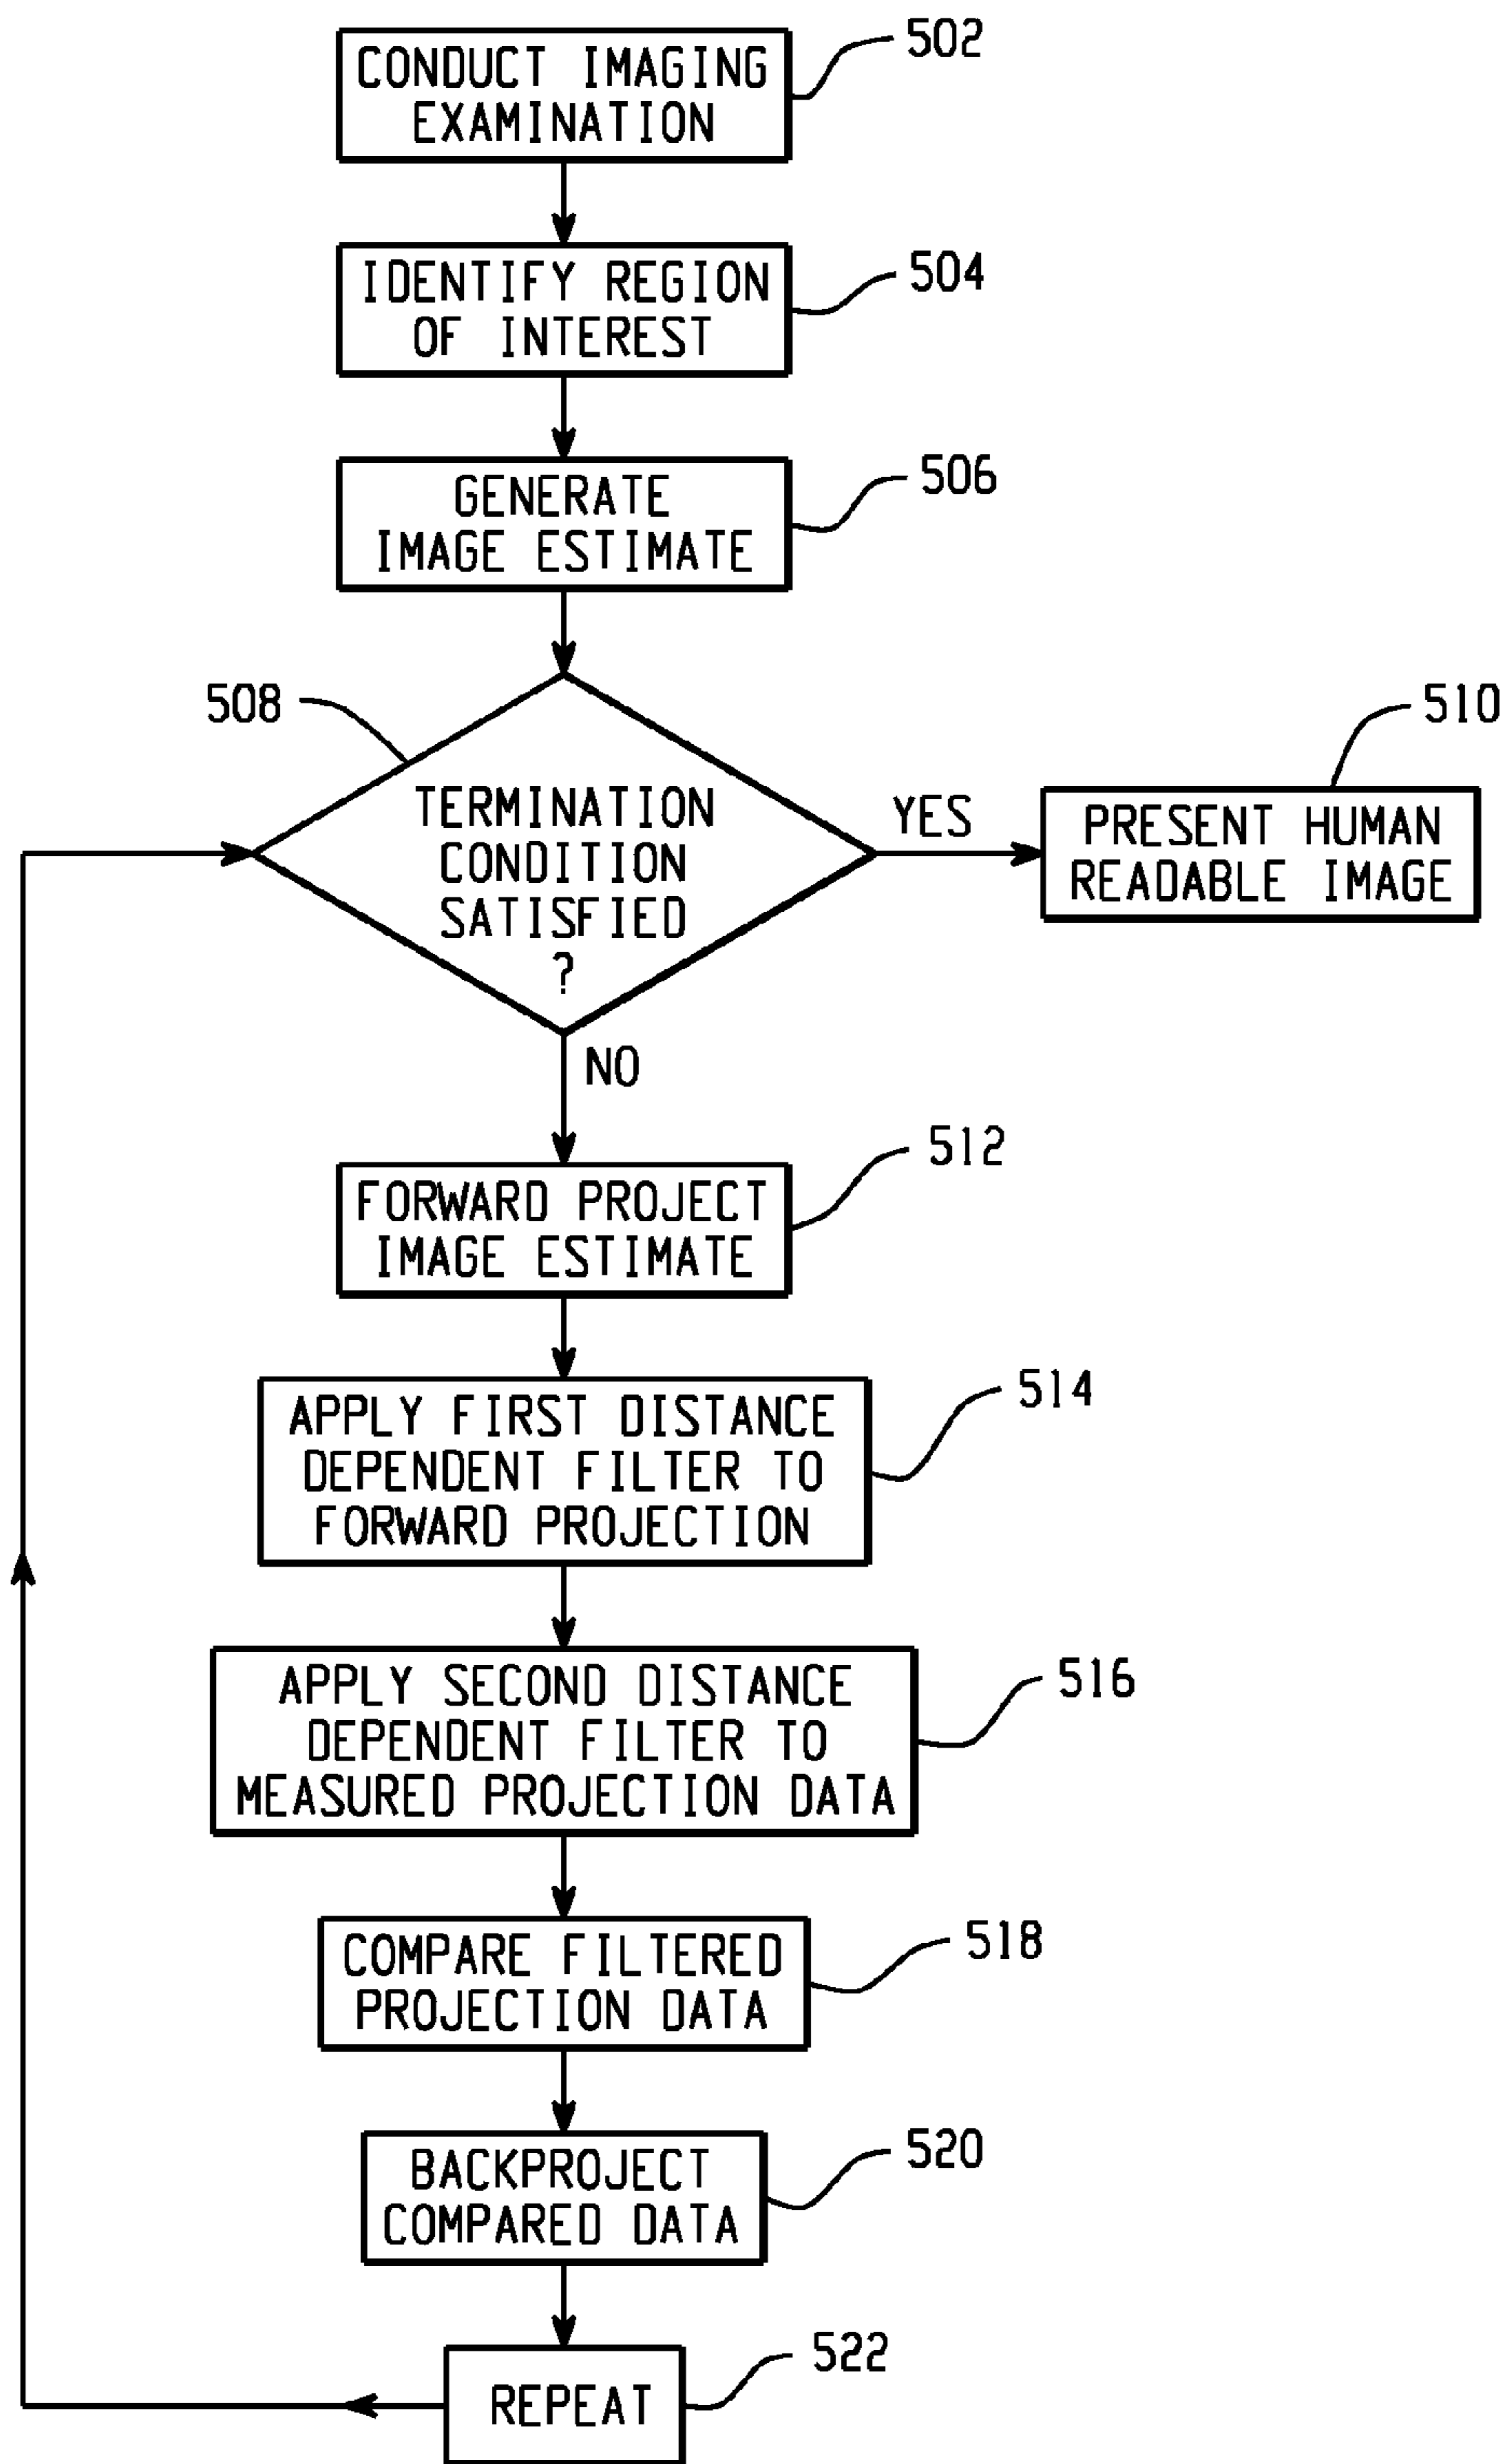 502
CONDUCT IMAGING
EXAMINATION
504
IDENTIFY REGION
OF INTEREST
506
GENERATE
IMAGE ESTIMATE
508
TERMINATION
CONDITION
SATISFIED
?
YES
510
PRESENT HUMAN
READABLE IMAGE
NO
512
FORWARD PROJECT
IMAGE ESTIMATE
514
APPLY FIRST DISTANCE
DEPENDENT FILTER TO
FORWARD PROJECTION
516
APPLY SECOND DISTANCE
DEPENDENT FILTER TO
MEASURED PROJECTION DATA
518
COMPARE FILTERED
PROJECTION DATA
520
BACKPROJECT
COMPARED DATA
522
REPEAT